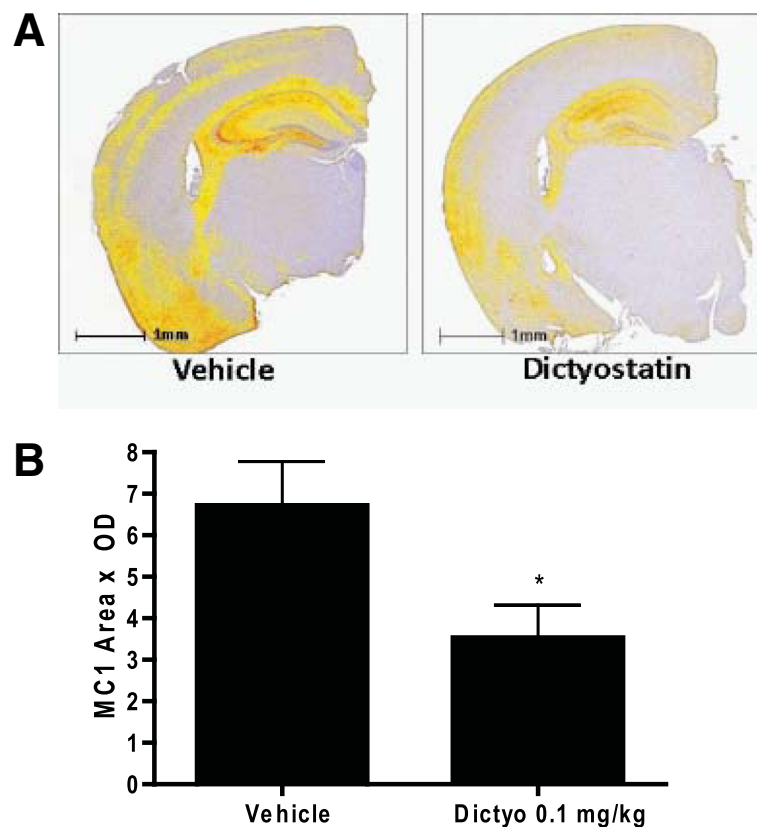 A
1mm
1mm
Vehicle
Dictyostatin
B
MC1 Area x OD
8
7
6
5
4
3
2
1
0
*
Vehicle
Dictyo 0.1 mg/kg